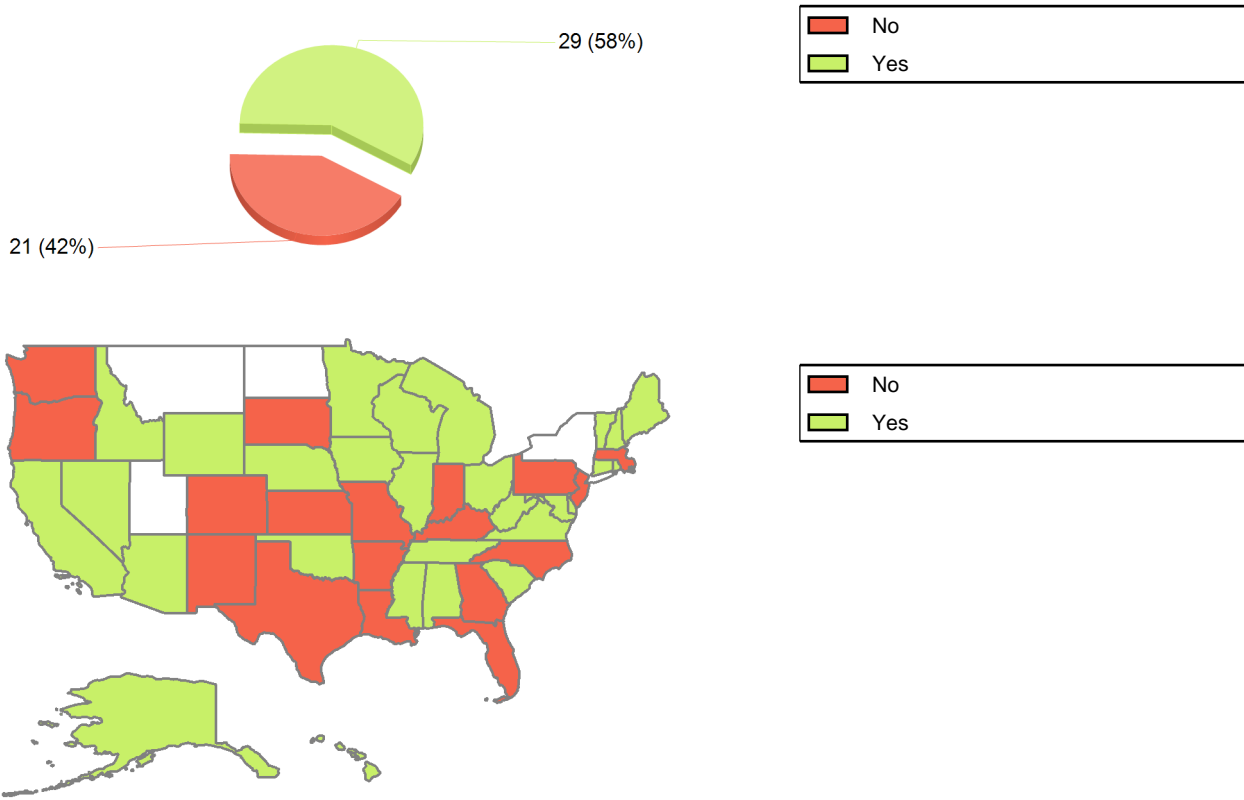 29 (58%)
No
Yes
21 (42%)
No
Yes